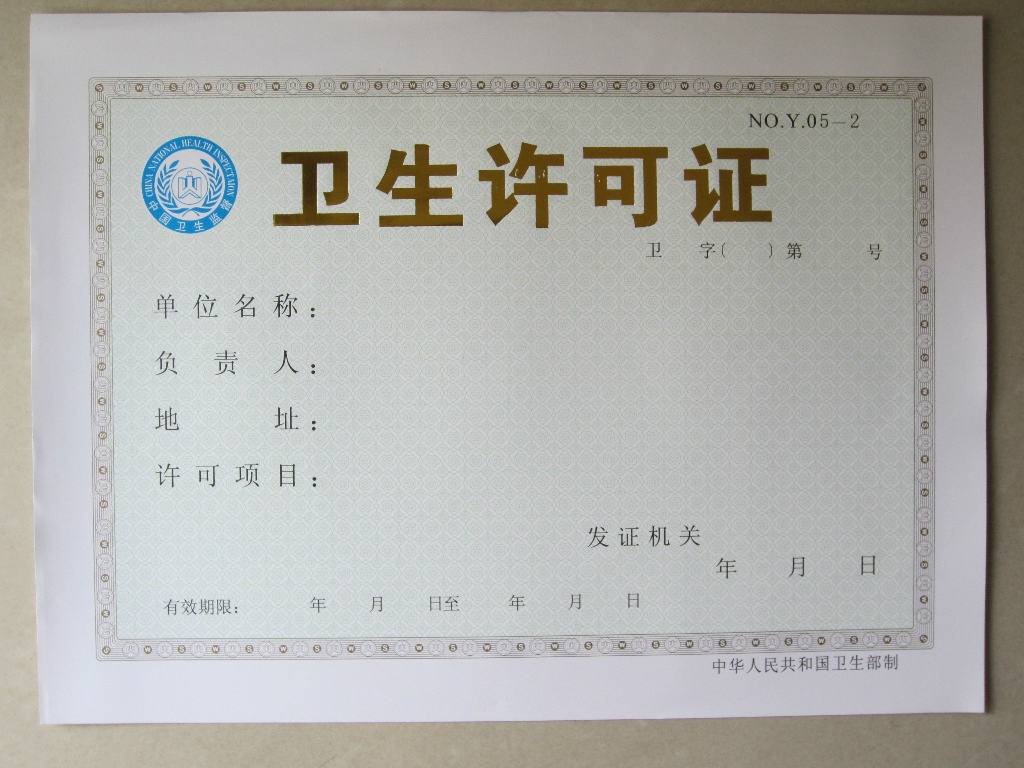 NO.Y.05-2
CHINA NATIONAL HEALTH INSPECTION
中国卫生监督
卫生许可证
卫 字( ) 第 号
单位名称:
负责人:
地址:
许可项目:
发证机关
年 月 日
有效期限: 年 月 日至 年 月 日
中华人民共和国卫生部制